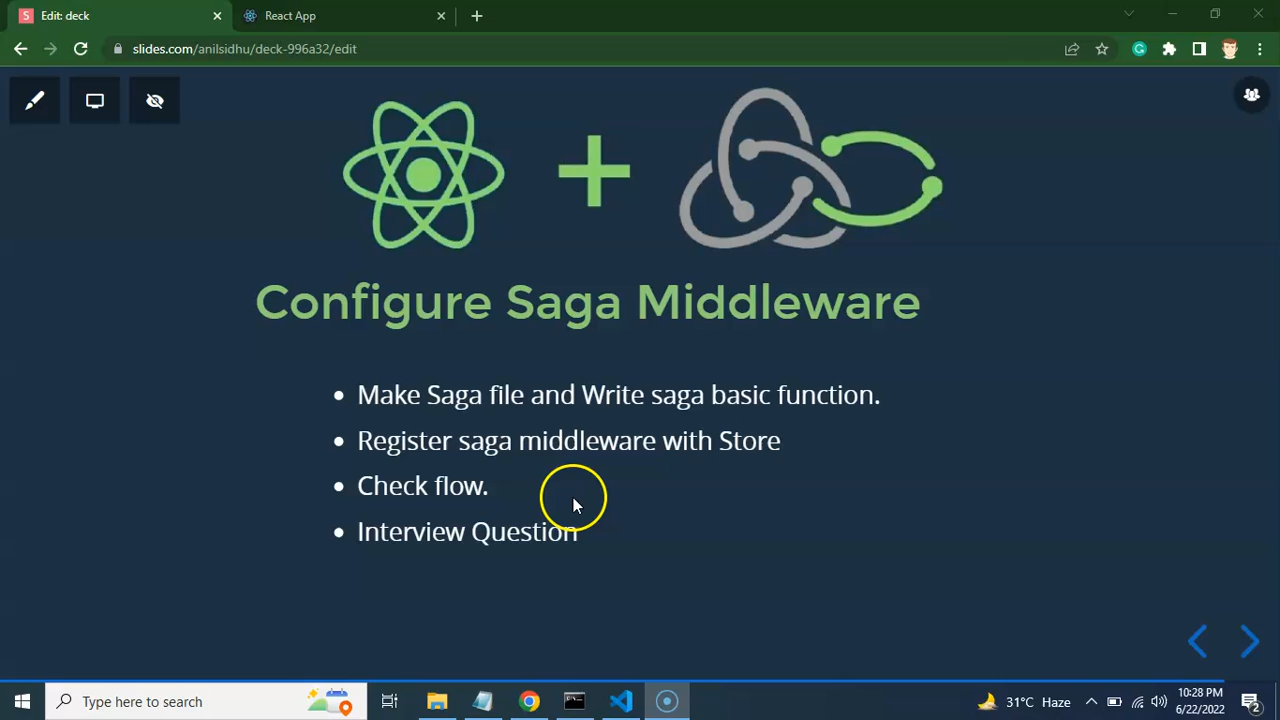 Edit: deck
React App
slides.com/anilsidhu/deck-996a32/edit
Configure Saga Middleware
• Make Saga file and Write saga basic function.
• Register saga middleware with Store
• Check flow.
• Interview Question
Type here to search
31°C Haze
10:28 PM
6/22/2022
2